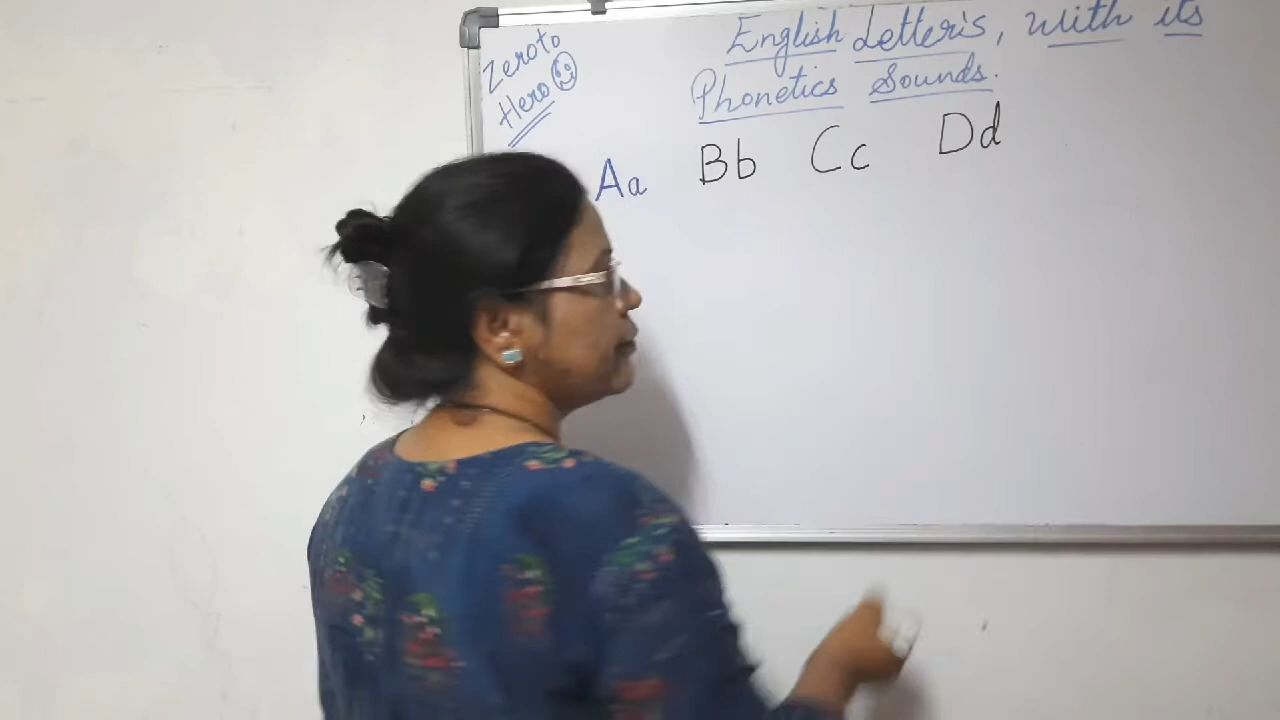 Zero to
Hero
English Letter's, with its
Phonetics Sounds.
Aa Bb Cc Dd